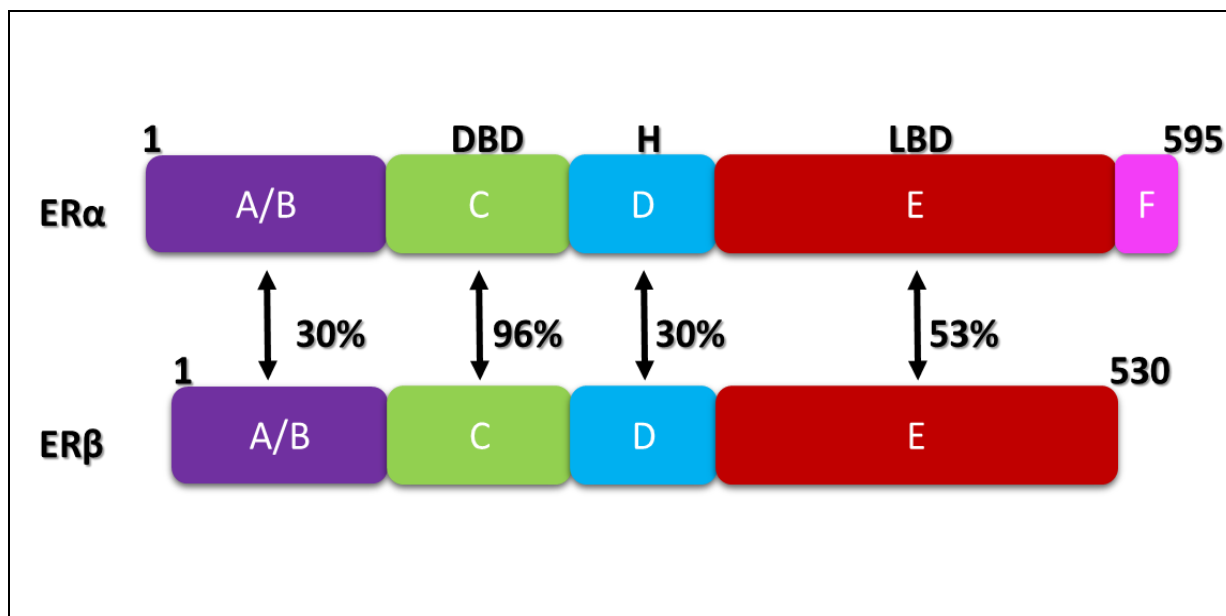 1 DBD H LBD 595
ERα A/B C D E F
30% 96% 30% 53%
1 530
ERβ A/B C D E